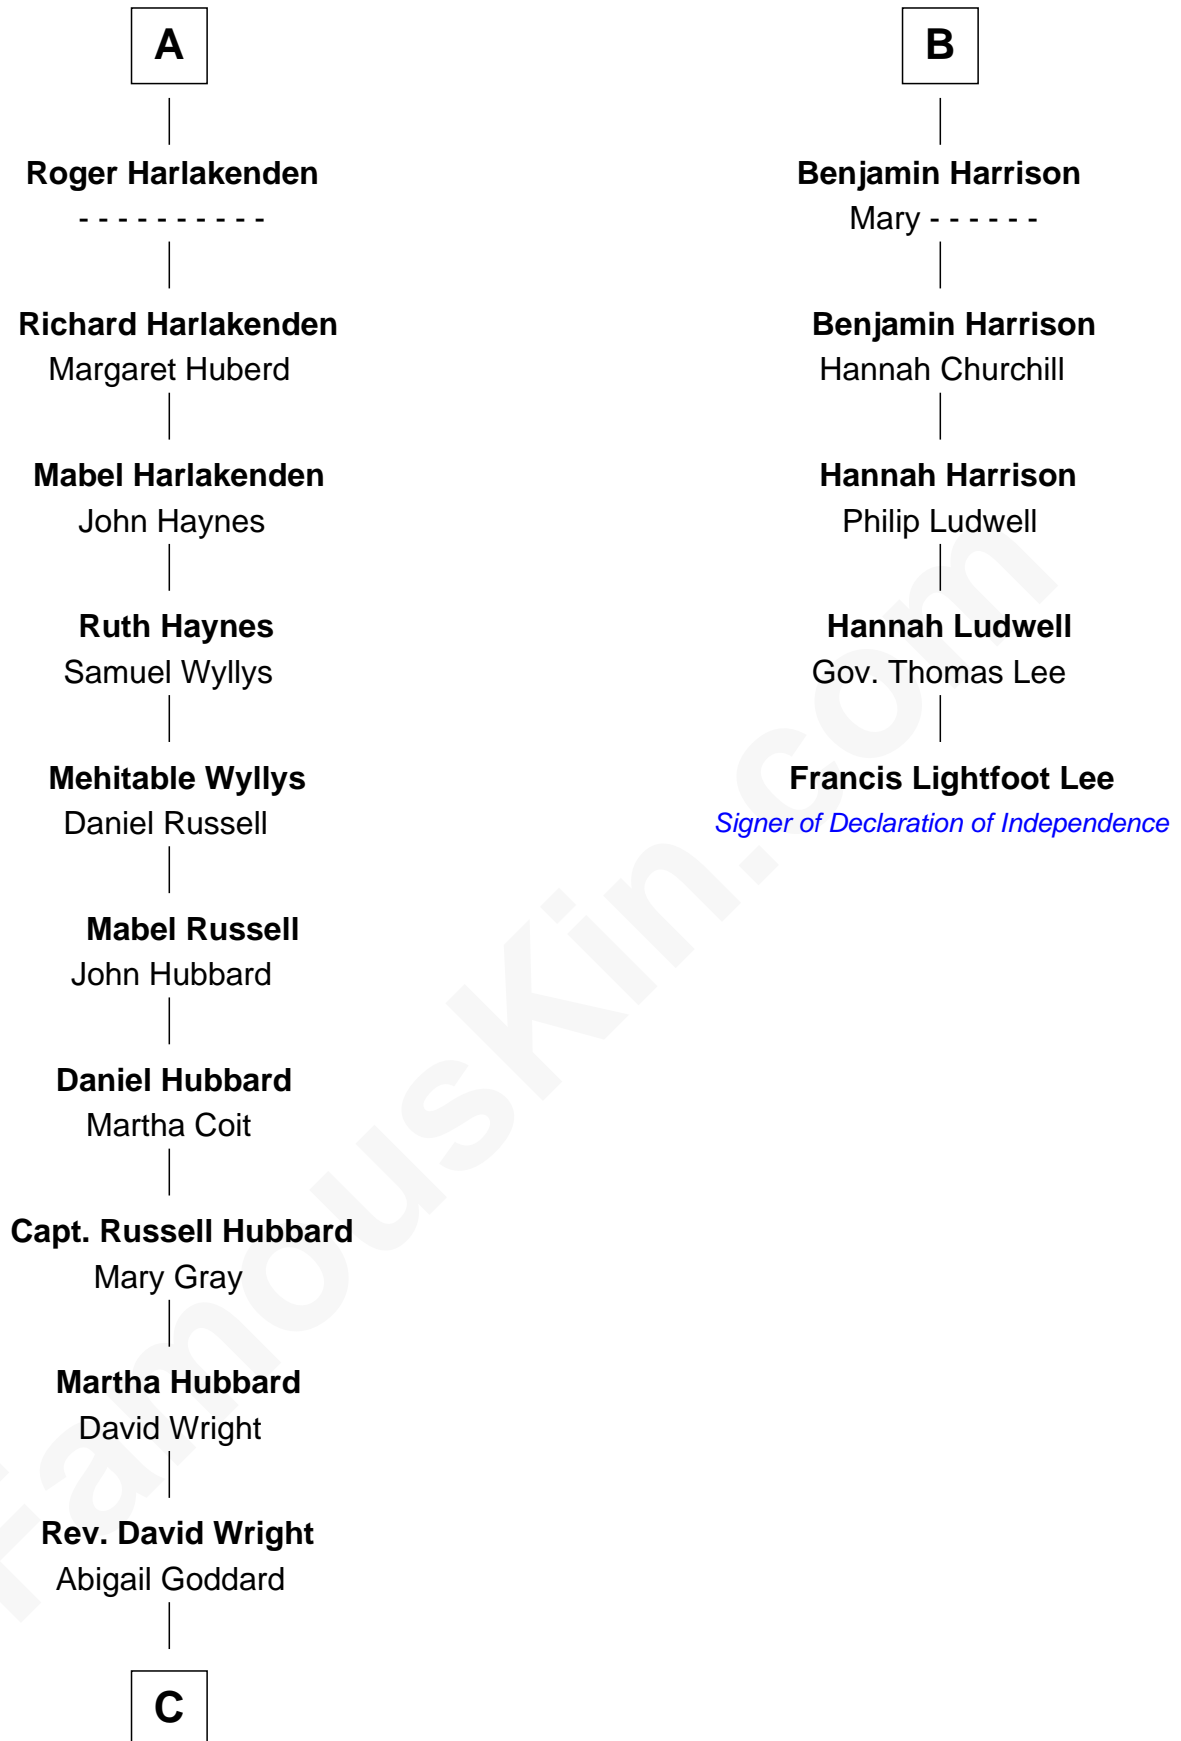 A
Roger Harlakenden
- - - - - - - - - -
Richard Harlakenden
Margaret Huberd
Mabel Harlakenden
John Haynes
Ruth Haynes
Samuel Wyllys
Mehitable Wyllys
Daniel Russell
Mabel Russell
John Hubbard
Daniel Hubbard
Martha Coit
Capt. Russell Hubbard
Mary Gray
Martha Hubbard
David Wright
Rev. David Wright
Abigail Goddard
C
B
Benjamin Harrison
Mary - - - - - -
Benjamin Harrison
Hannah Churchill
Hannah Harrison
Philip Ludwell
Hannah Ludwell
Gov. Thomas Lee
Francis Lightfoot Lee
Signer of Declaration of Independence
FamousKin.com